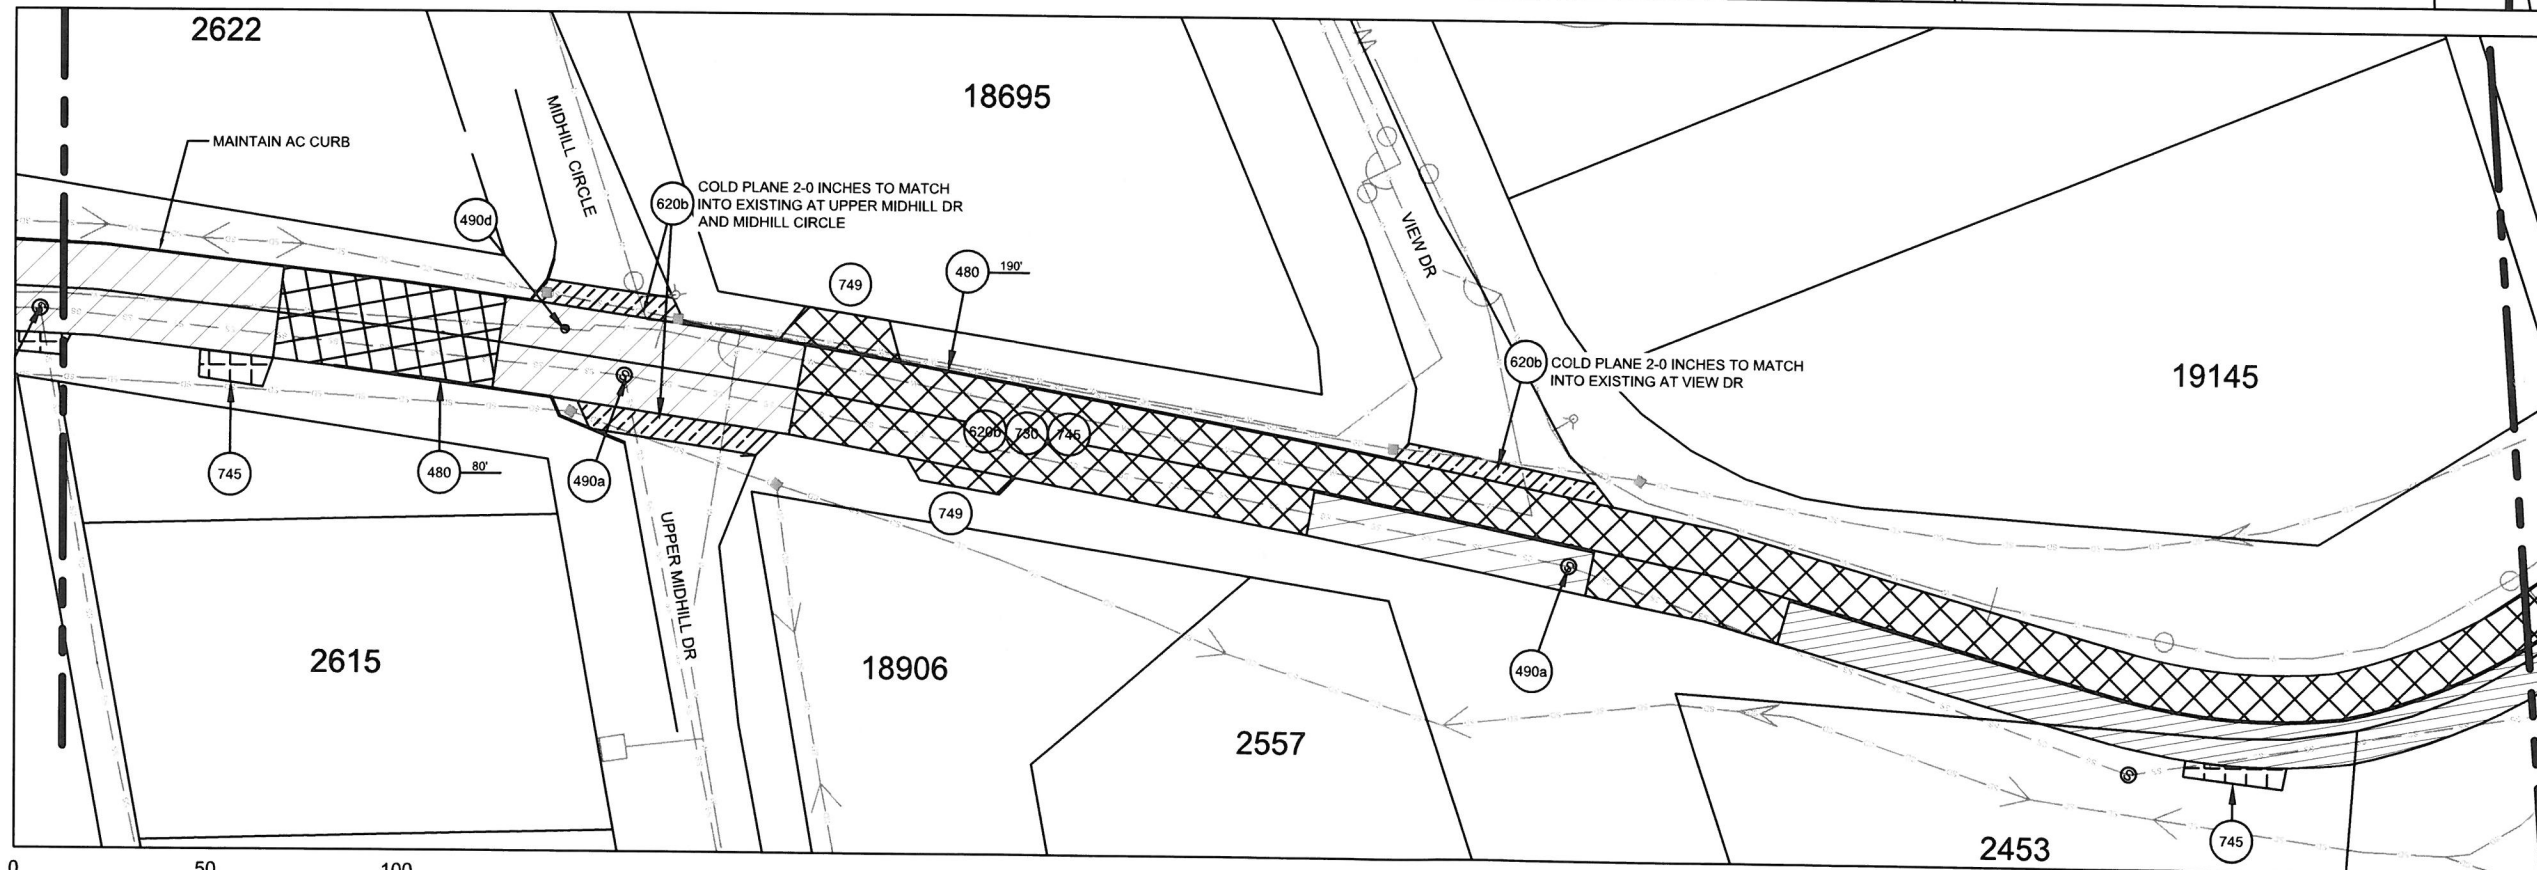 2622
18695
MAINTAIN AC CURB
MIDHILL CIRCLE
620b
COLD PLANE 2-0 INCHES TO MATCH
INTO EXISTING AT UPPER MIDHILL DR
AND MIDHILL CIRCLE
490d
VIEW DR
749
480 190'
620b
COLD PLANE 2-0 INCHES TO MATCH
INTO EXISTING AT VIEW DR
19145
620b 730 745
745
480 80'
490a
749
UPPER MIDHILL DR
2615
18906
490a
2557
2453
745
0 50 100